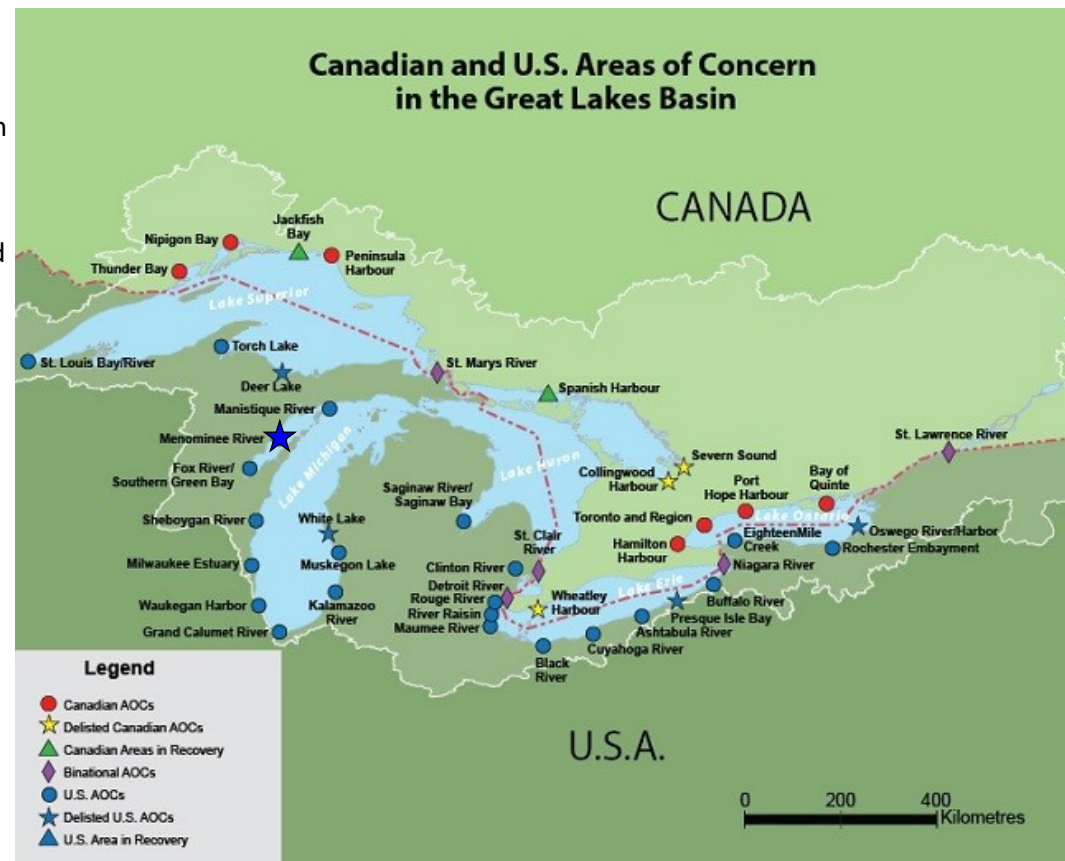 Canadian and U.S. Areas of Concern
in the Great Lakes Basin
n
d
CANADA
Jackfish
Bay
Nipigon Bay
Peninsula
Harbour
Thunder Bay
Lake Superior
St. Louis Bay/River
Torch Lake
Deer Lake
St. Marys River
Spanish Harbour
Manistique River
Menominee River
Fox River/
Southern Green Bay
Lake Michigan
Lake Huron
St. Lawrence River
Severn Sound
Collingwood
Harbour
Bay of
Quinte
Port
Hope Harbour
Saginaw River/
Saginaw Bay
Toronto and Region
Lake Ontario
Sheboygan River
White Lake
St. Clair
River
Hamilton
Harbour
EighteenMile
Creek
Oswego River/Harbor
Rochester Embayment
Milwaukee Estuary
Muskegon Lake
Clinton River
Niagara River
Detroit River
Rouge River
River Raisin
Maumee River
Wheatley
Harbour
Lake Erie
Waukegan Harbor
Kalamazoo
River
Buffalo River
Presque Isle Bay
Ashtabula River
Cuyahoga River
Black
River
Grand Calumet River
Legend
Canadian AOCs
Delisted Canadian AOCs
Canadian Areas in Recovery
Binational AOCs
U.S. AOCs
Delisted U.S. AOCs
U.S. Area in Recovery
U.S.A.
0 200 400
Kilometres